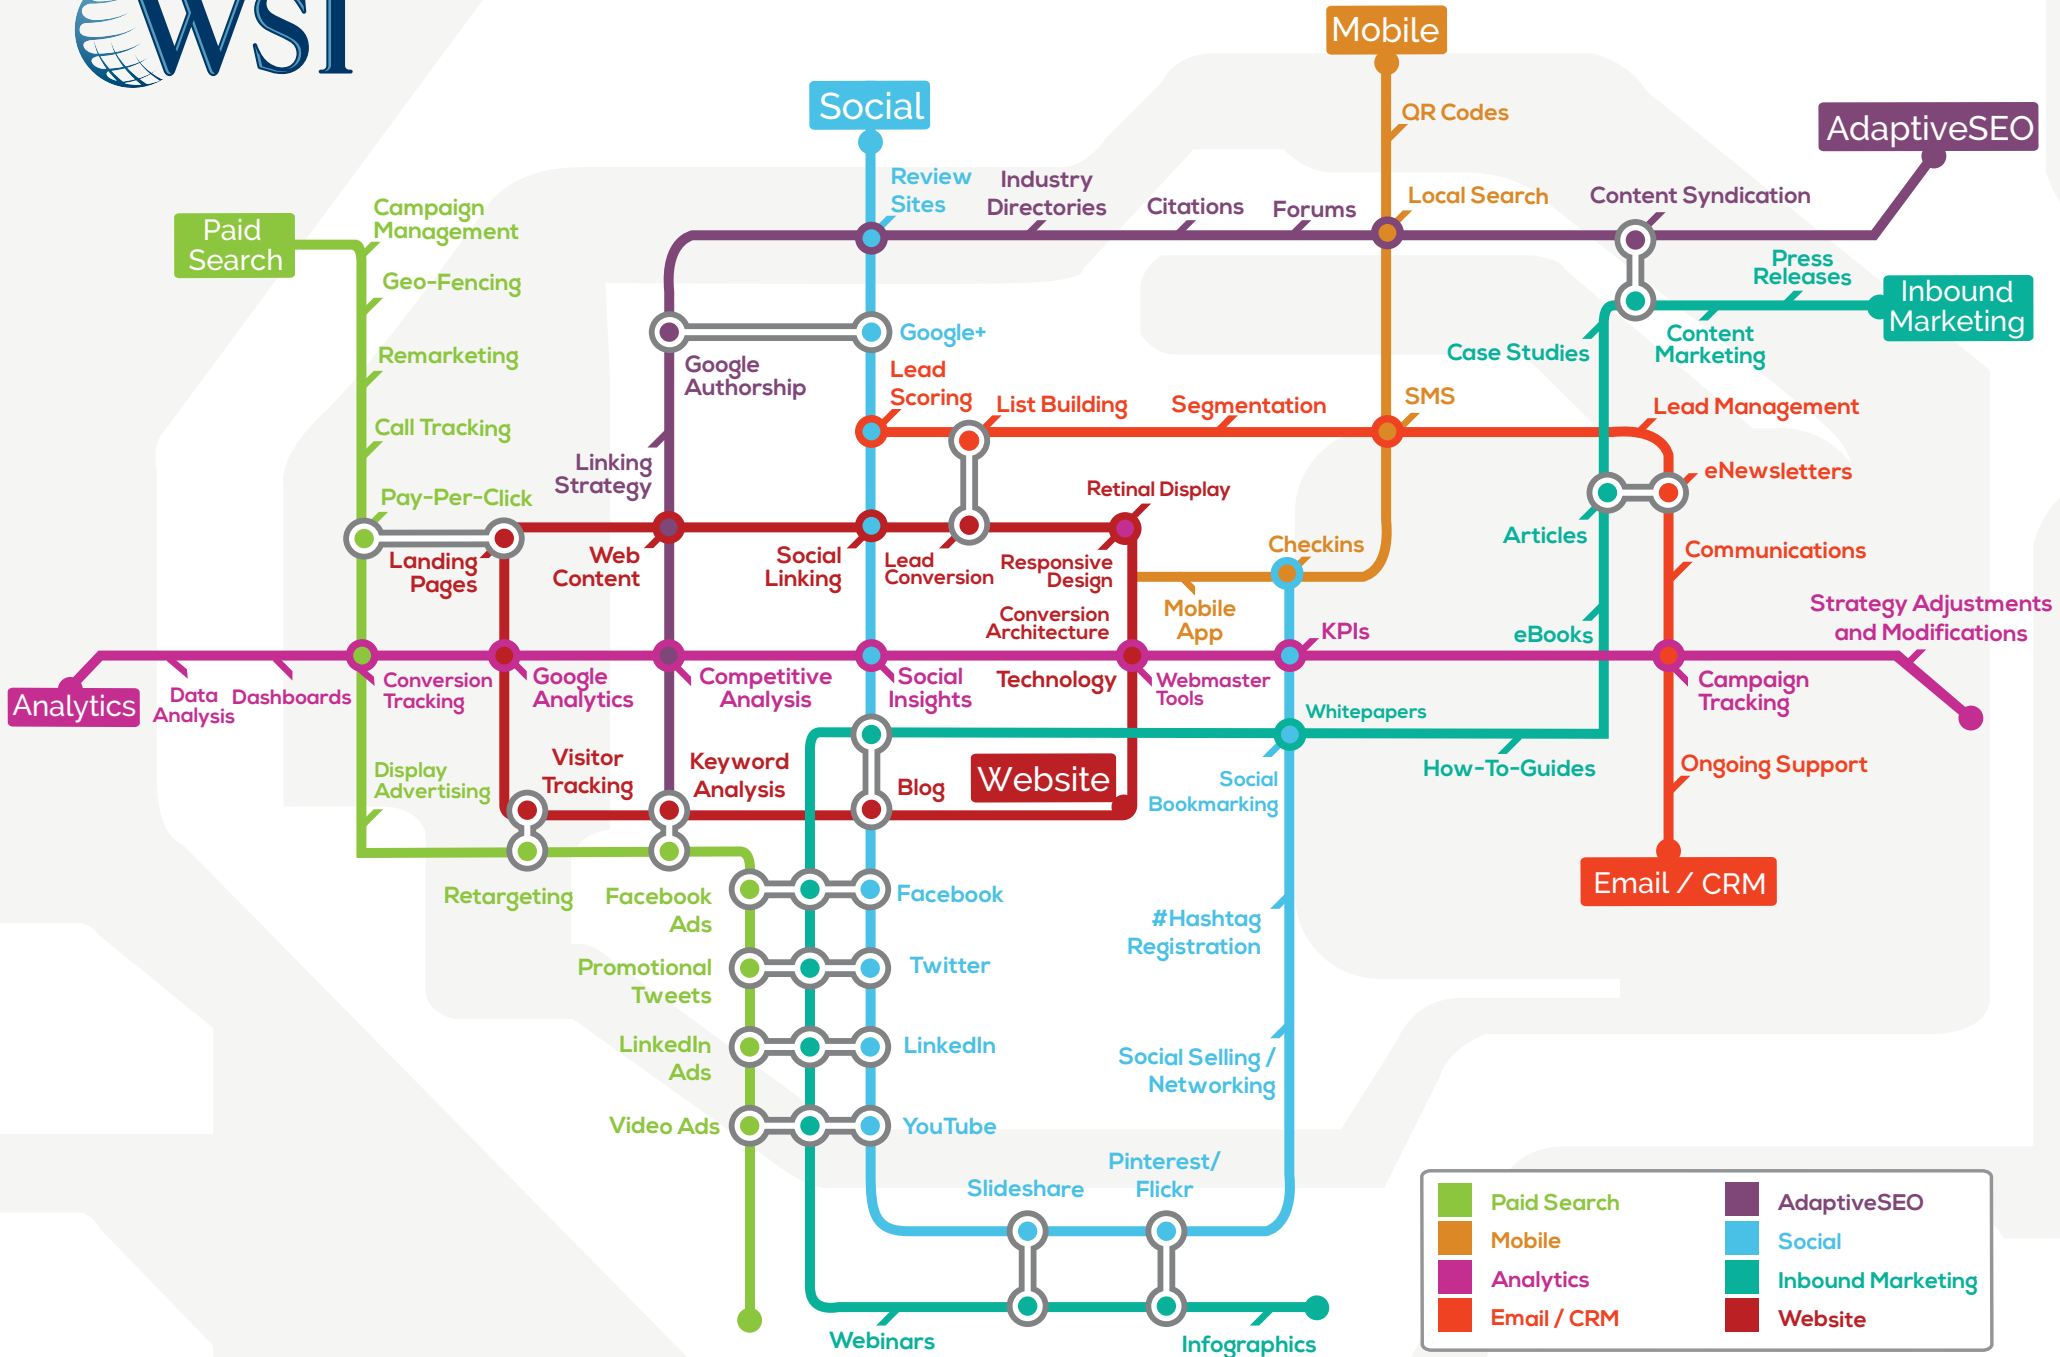 WSI
Mobile
Social
QR Codes
AdaptiveSEO
Review
Sites
Industry
Directories
Citations
Forums
Local Search
Content Syndication
Paid
Search
Campaign
Management
Geo-Fencing
Press
Releases
Inbound
Marketing
Google+
Content
Marketing
Case Studies
Remarketing
Google
Authorship
Lead
Scoring
List Building
Segmentation
SMS
Lead Management
Call Tracking
Linking
Strategy
eNewsletters
Pay-Per-Click
Retinal Display
Landing
Pages
Web
Content
Social
Linking
Lead
Conversion
Responsive
Design
Checkins
Articles
Communications
Conversion
Architecture
Mobile
App
KPIs
eBooks
Strategy Adjustments
and Modifications
Analytics
Data
Analysis
Dashboards
Conversion
Tracking
Google
Analytics
Competitive
Analysis
Social
Insights
Technology
Webmaster
Tools
Campaign
Tracking
Whitepapers
Display
Advertising
Visitor
Tracking
Keyword
Analysis
Blog
Website
Social
Bookmarking
How-To-Guides
Ongoing Support
Email / CRM
Retargeting
Facebook
Ads
Facebook
#Hashtag
Registration
Promotional
Tweets
Twitter
LinkedIn
Ads
LinkedIn
Social Selling /
Networking
Video Ads
YouTube
Slideshare
Pinterest/
Flickr
Webinars
Infographics
Paid Search
Mobile
Analytics
Email / CRM
AdaptiveSEO
Social
Inbound Marketing
Website